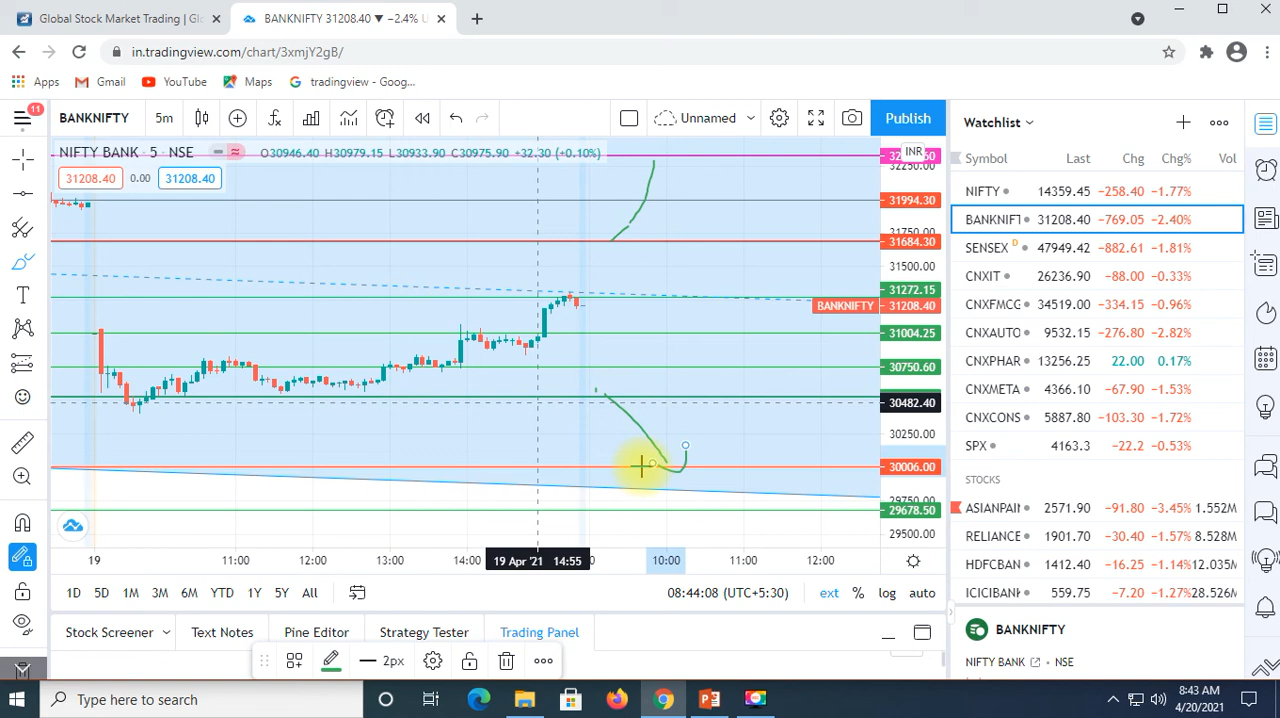 Global Stock Market Trading | Glo
BANKNIFTY 31208.40 ▼ −2.4% U
in.tradingview.com/chart/3xmjY2gB/
Apps Gmail YouTube Maps tradingview - Goog...
11
BANKNIFTY 5m Unnamed Publish Watchlist
NIFTY BANK · 5 · NSE O30946.40 H30979.15 L30933.90 C30975.90 +32.30 (+0.10%)
INR
31208.40 0.00 31208.40
32250.00
31994.30
31750.00
31684.30
31500.00
31272.15
BANKNIFTY 31208.40
31004.25
30750.60
30482.40
30250.00
30006.00
29750.00
29678.50
29500.00
19 11:00 12:00 13:00 14:00 19 Apr '21 14:55 10:00 11:00 12:00
1D 5D 1M 3M 6M YTD 1Y 5Y All 08:44:08 (UTC+5:30) ext % log auto
Stock Screener Text Notes Pine Editor Strategy Tester Trading Panel
2px
Symbol Last Chg Chg% Vol
NIFTY 14359.45 −258.40 −1.77%
BANKNIFT 31208.40 −769.05 −2.40%
SENSEX D 47949.42 −882.61 −1.81%
CNXIT 26236.90 −88.00 −0.33%
CNXFMCG 34519.00 −334.15 −0.96%
CNXAUTO 9532.15 −276.80 −2.82%
CNXPHAR 13256.25 22.00 0.17%
CNXMETA 4366.10 −67.90 −1.53%
CNXCONS 5887.80 −103.30 −1.72%
SPX 4163.3 −22.2 −0.53%
STOCKS
ASIANPAI 2571.90 −91.80 −3.45% 1.552M
RELIANCE 1901.70 −30.40 −1.57% 8.528M
HDFCBAN 1412.40 −16.25 −1.14% 12.035M
ICICIBANK 559.75 −7.20 −1.27% 28.526M
BANKNIFTY
NIFTY BANK · NSE
Type here to search
8:43 AM
4/20/2021